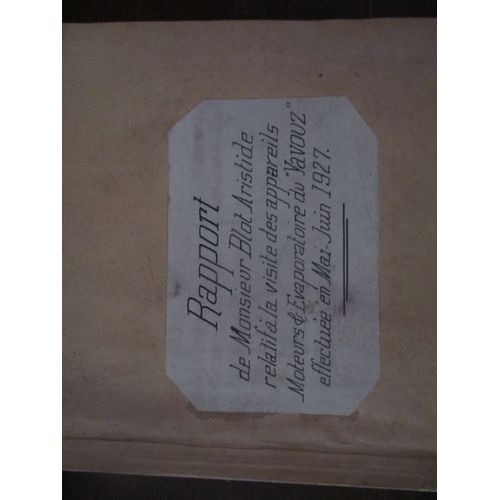 Rapport
de Monsieur Blot Aristide
relatif à la visite des appareils
Moteurs & Evaporatoire du "YAVOUZ"
effectuée en Mai-Juin 1927.